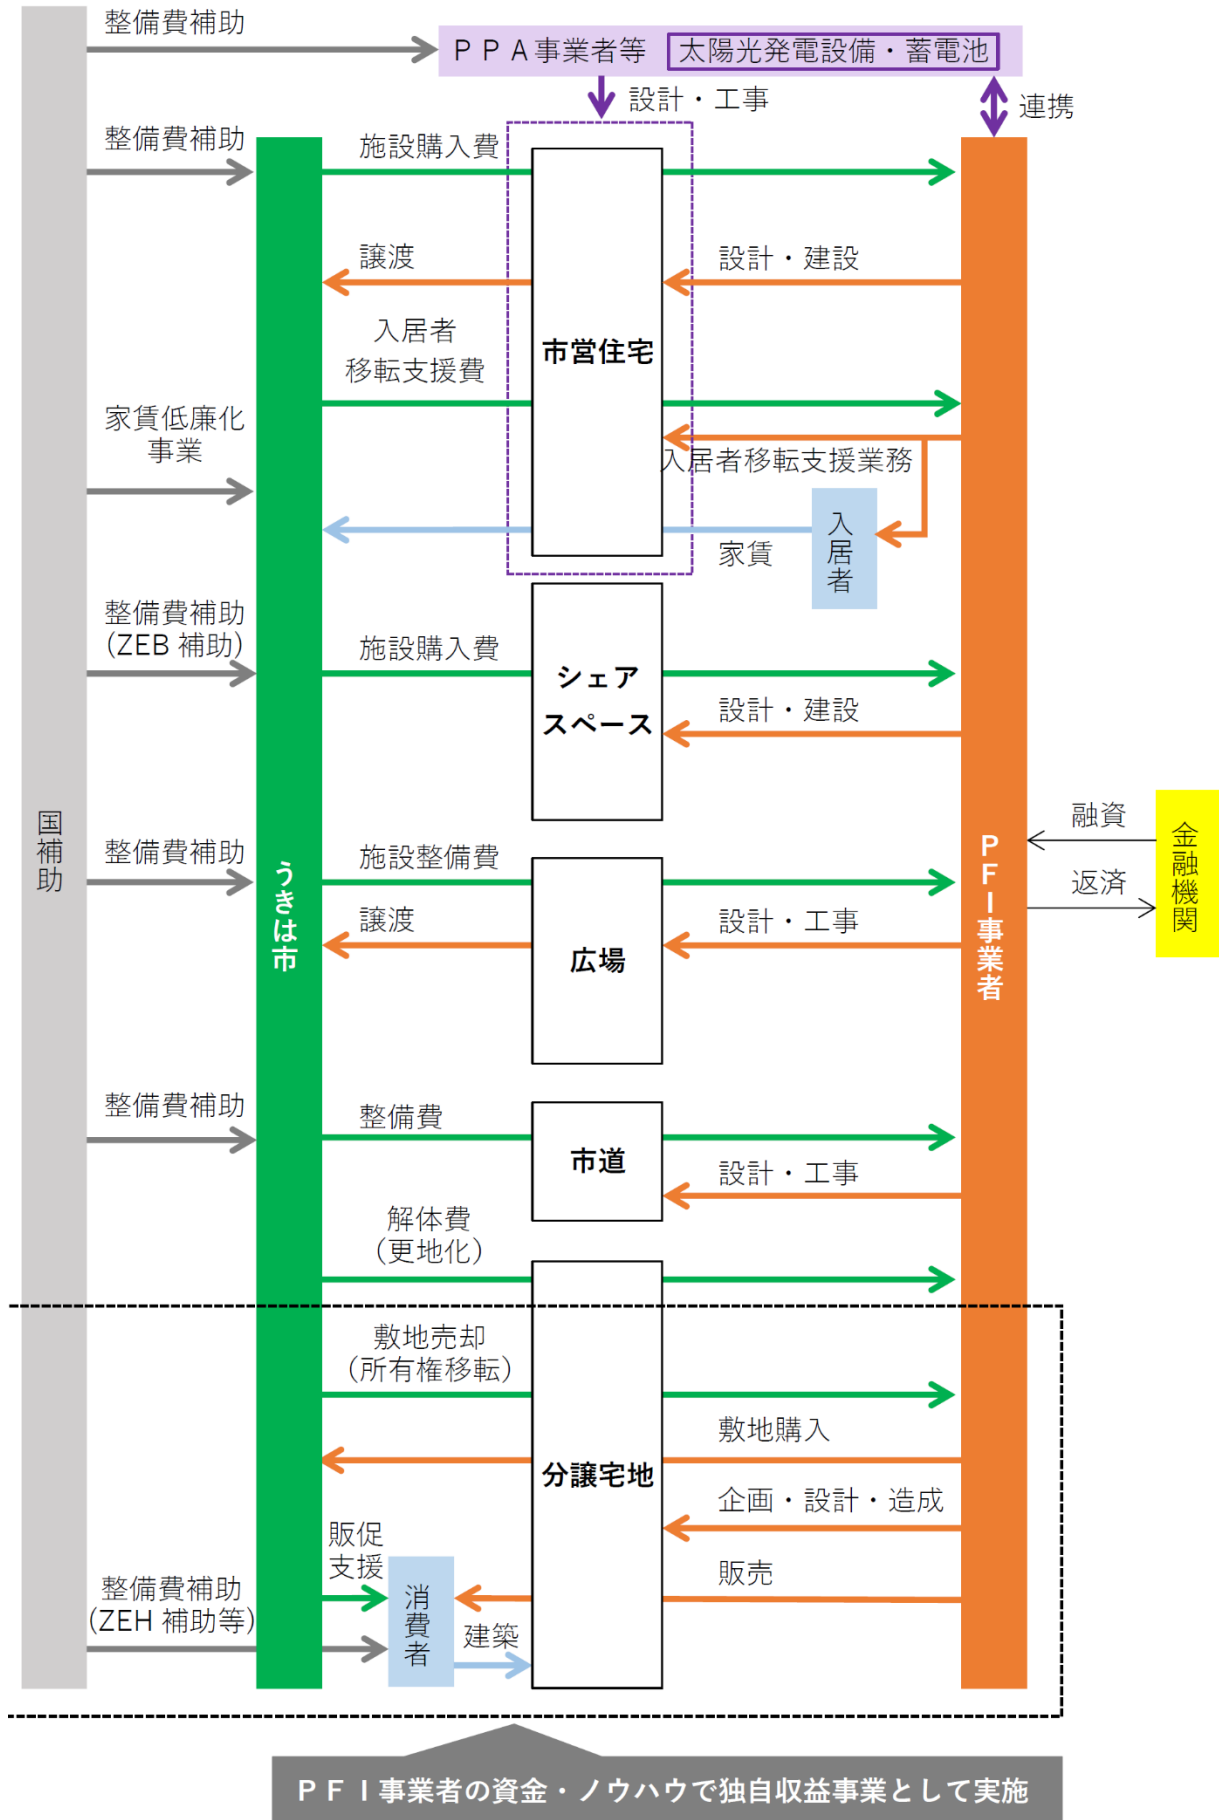 整備費補助
ＰＰＡ事業者等
太陽光発電設備・蓄電池
設計・工事
連携
整備費補助
施設購入費
譲渡
設計・建設
入居者
移転支援費
市営住宅
家賃低廉化
事業
入居者移転支援業務
家賃
入居者
整備費補助
(ZEB 補助)
施設購入費
シェア
スペース
設計・建設
国補助
うきは市
ＰＦＩ事業者
融資
返済
金融機関
整備費補助
施設整備費
譲渡
設計・工事
広場
整備費補助
整備費
市道
設計・工事
解体費
(更地化)
敷地売却
(所有権移転)
敷地購入
分譲宅地
企画・設計・造成
販促
支援
販売
整備費補助
(ZEH 補助等)
消費者
建築
ＰＦＩ事業者の資金・ノウハウで独自収益事業として実施